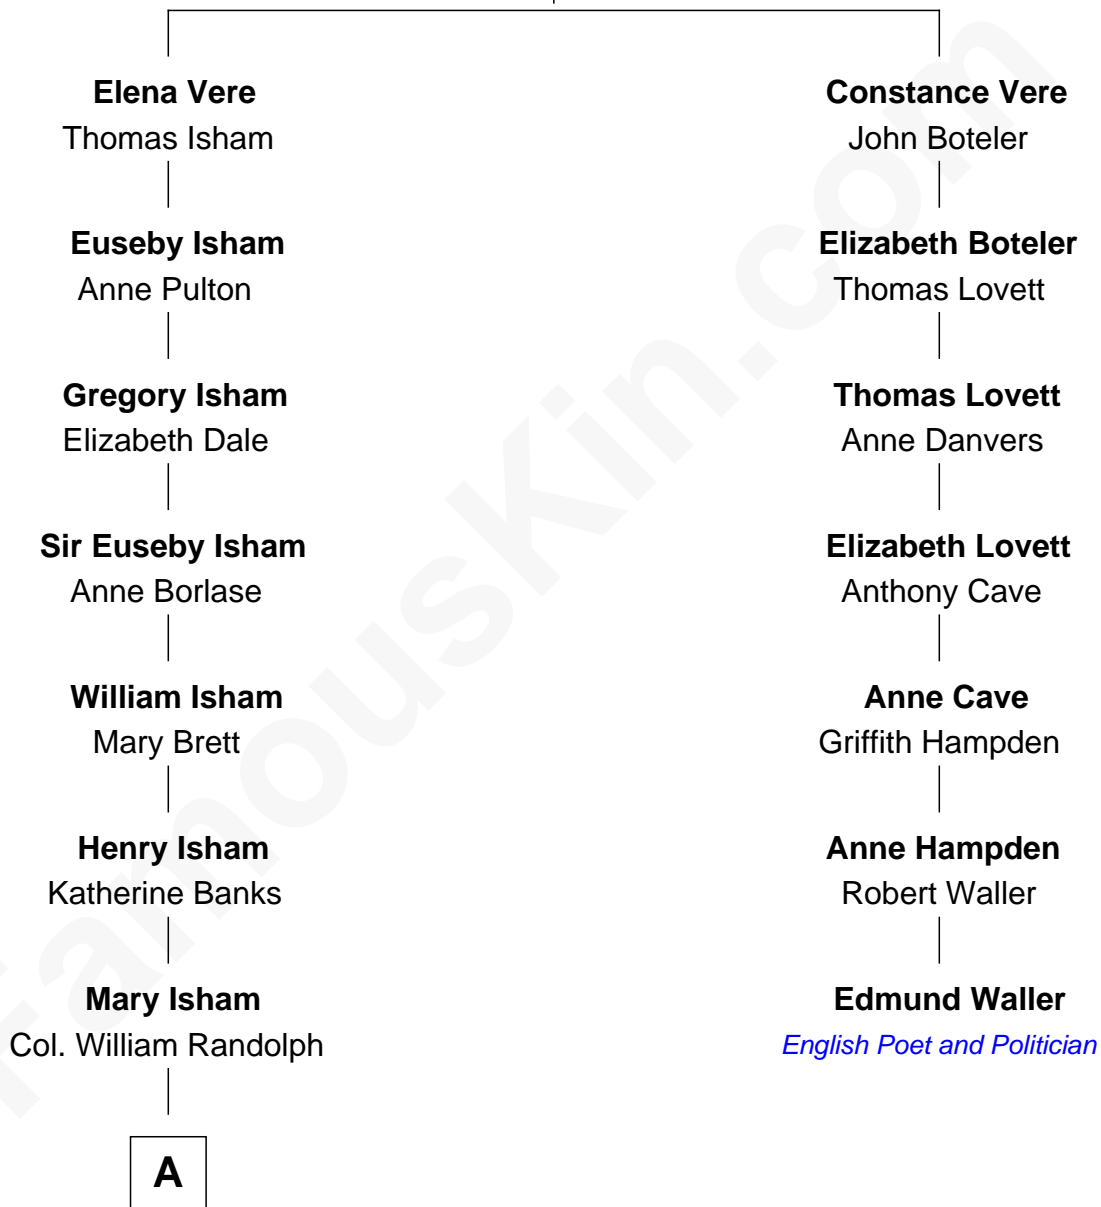 Elena Vere
Thomas Isham
Constance Vere
John Boteler
Euseby Isham
Anne Pulton
Elizabeth Boteler
Thomas Lovett
Gregory Isham
Elizabeth Dale
Thomas Lovett
Anne Danvers
Sir Euseby Isham
Anne Borlase
Elizabeth Lovett
Anthony Cave
William Isham
Mary Brett
Anne Cave
Griffith Hampden
Henry Isham
Katherine Banks
Anne Hampden
Robert Waller
Mary Isham
Col. William Randolph
Edmund Waller
English Poet and Politician
A
FamousKin.com